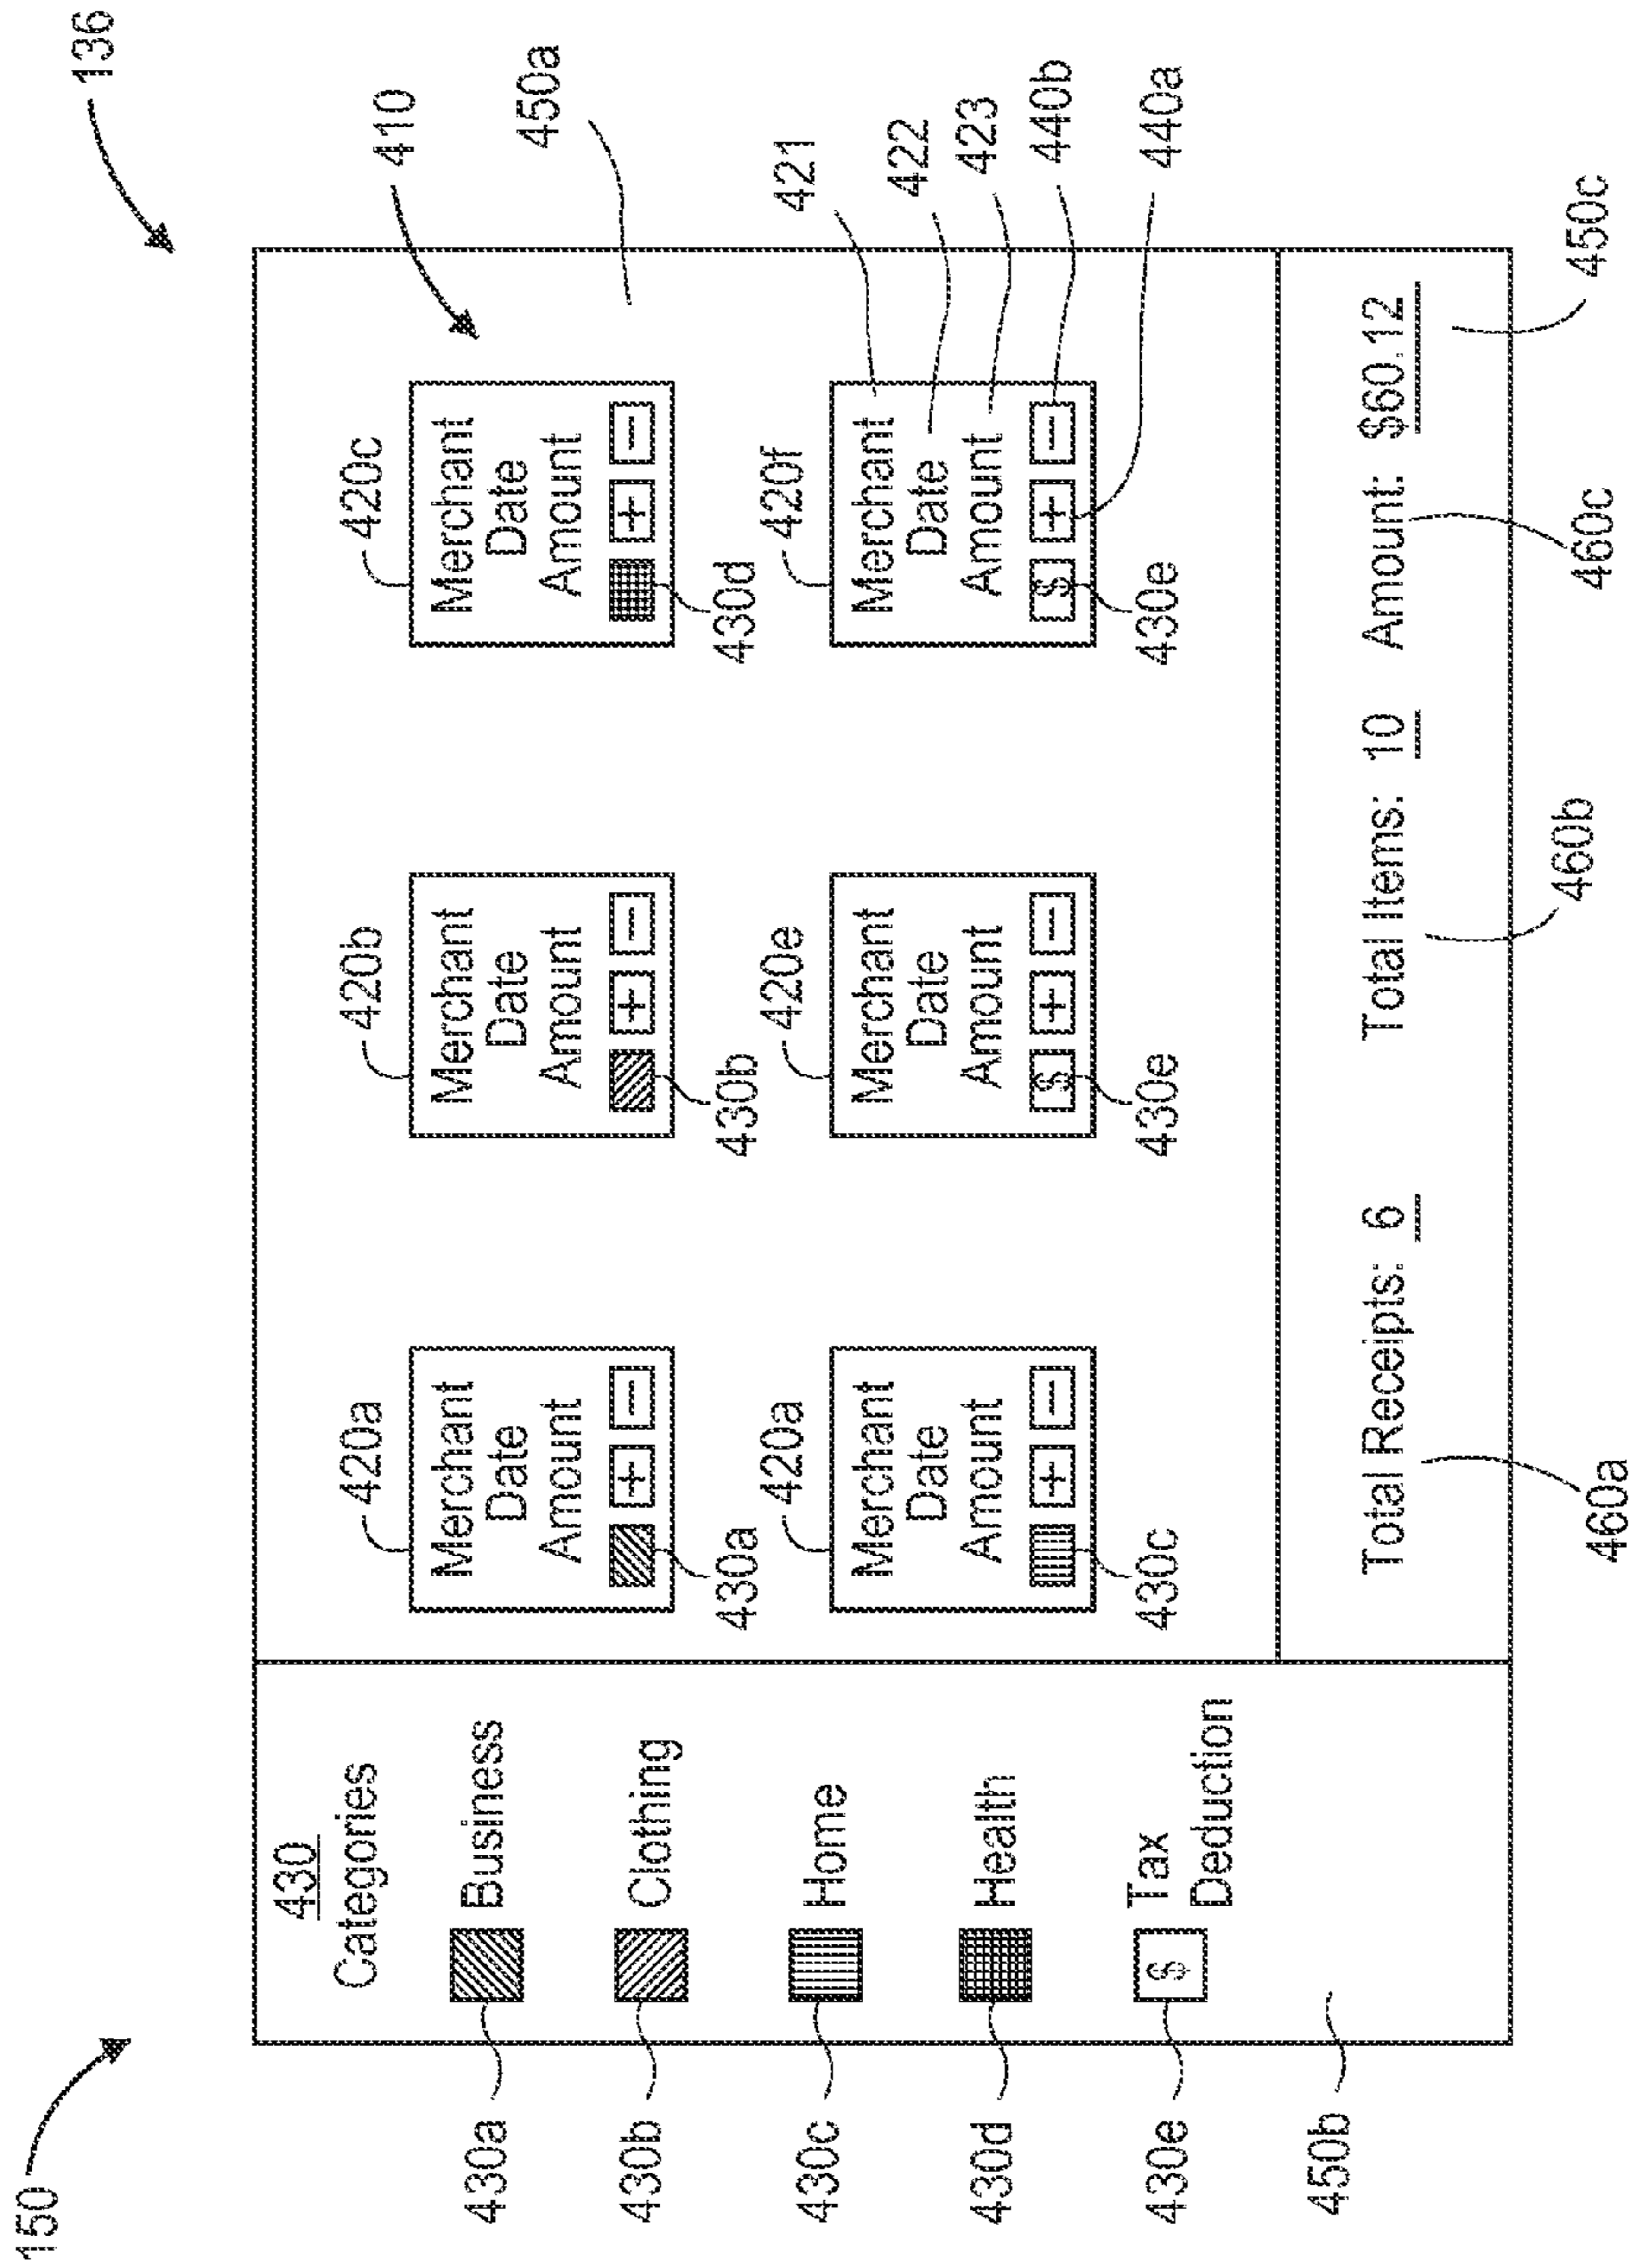 150
136
430
Categories
430a
Business
430b
Clothing
430c
Home
430d
Health
430e
$
Tax
Deduction
450b
410
450a
420a
Merchant
Date
Amount
+ −
430a
420b
Merchant
Date
Amount
+ −
430b
420c
Merchant
Date
Amount
+ −
430d
420a
Merchant
Date
Amount
+ −
430c
420e
Merchant
Date
Amount
$ + −
430e
420f
Merchant
Date
Amount
$ + −
430e
421
422
423
440b
440a
Total Receipts: 6 Total Items: 10 Amount: $60.12
460a
460b
460c
450c